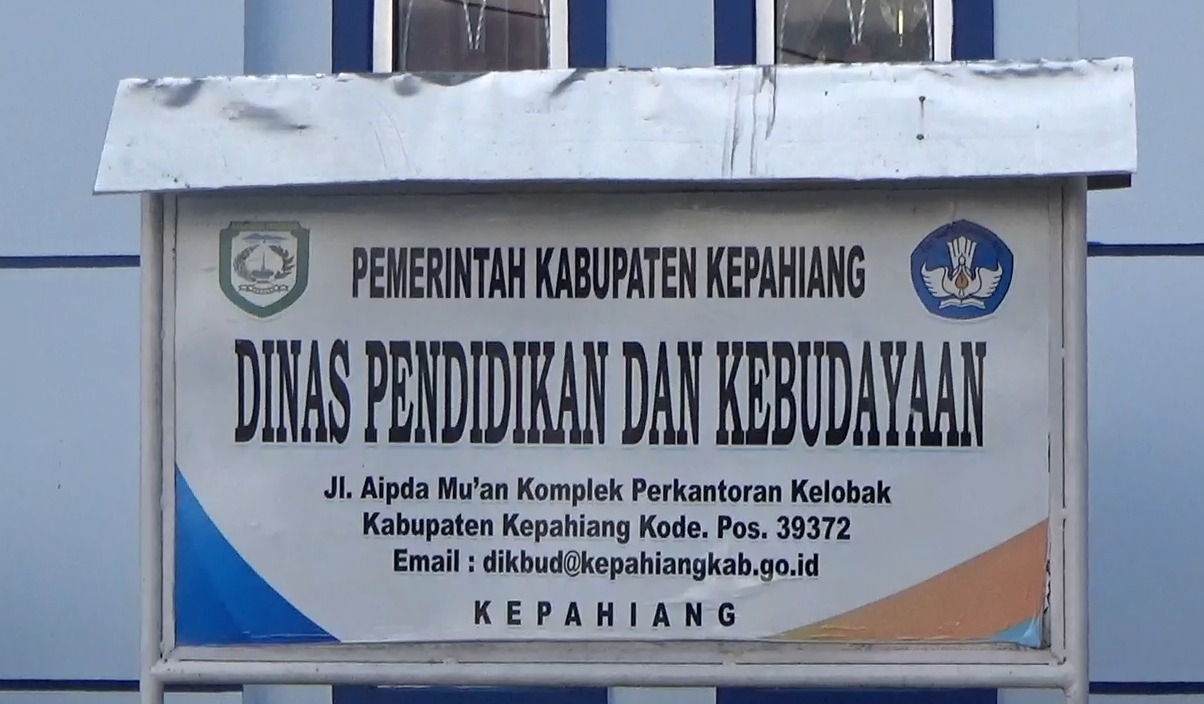 PEMERINTAH KABUPATEN KEPAHIANG
DINAS PENDIDIKAN DAN KEBUDAYAAN
Jl. Aipda Mu'an Komplek Perkantoran Kelobak
Kabupaten Kepahiang Kode. Pos. 39372
Email : dikbud@kepahiangkab.go.id
KEPAHIANG